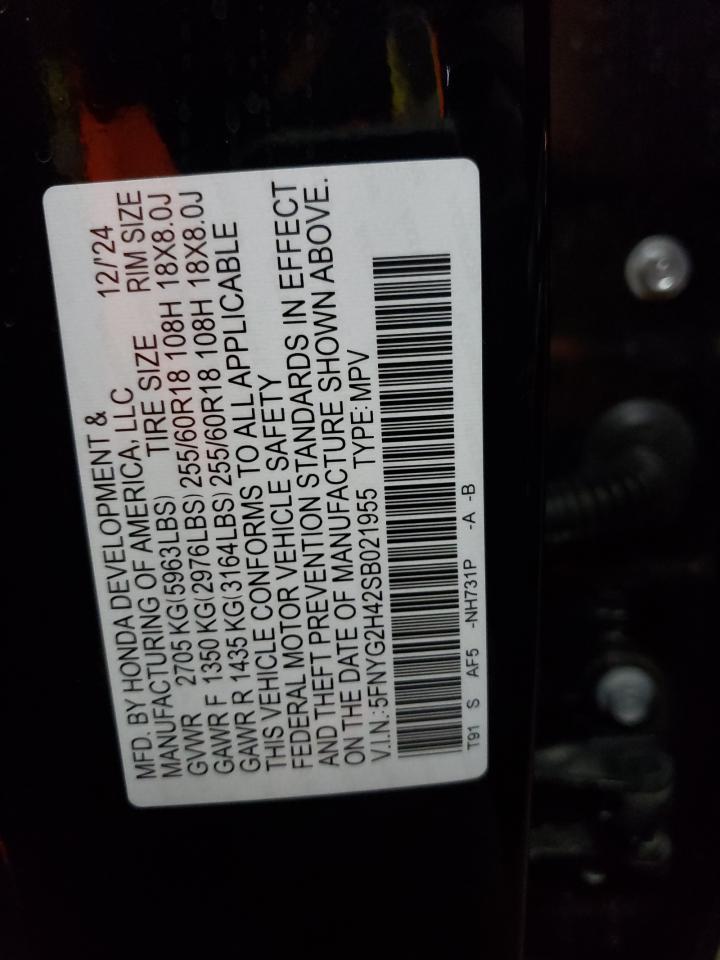 MFD. BY HONDA DEVELOPMENT &
MANUFACTURING OF AMERICA, LLC 12/'24
GVWR 2705 KG(5963LBS) TIRE SIZE RIM SIZE
GAWR F 1350 KG(2976LBS) 255/60R18 108H 18X8.0J
GAWR R 1435 KG(3164LBS) 255/60R18 108H 18X8.0J
THIS VEHICLE CONFORMS TO ALL APPLICABLE
FEDERAL MOTOR VEHICLE SAFETY
AND THEFT PREVENTION STANDARDS IN EFFECT
ON THE DATE OF MANUFACTURE SHOWN ABOVE.
V.I.N.:5FNYG2H42SB021955 TYPE:MPV
T91 S AF5 -NH731P -A -B